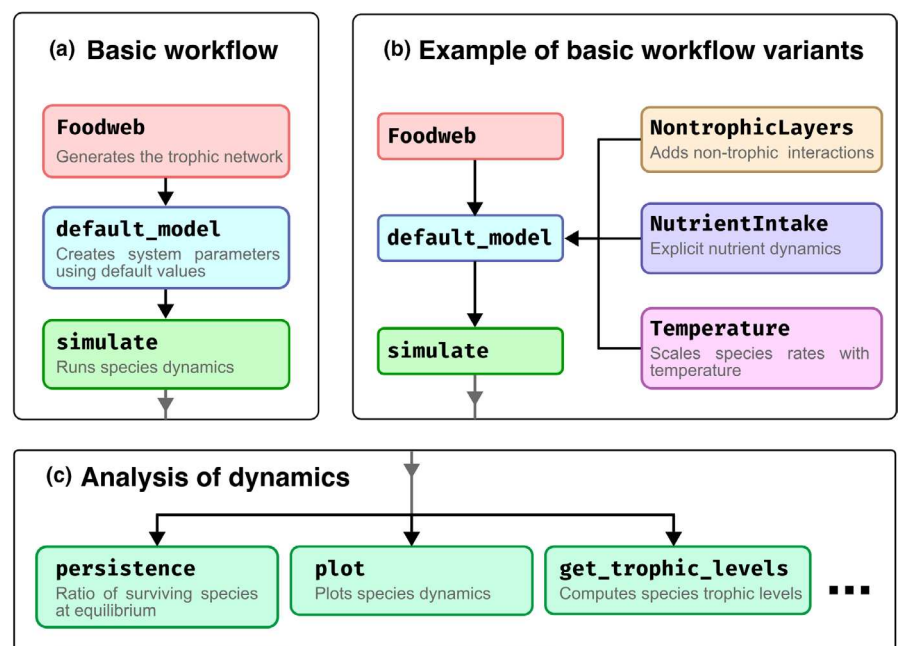 (a) Basic workflow
Foodweb
Generates the trophic network
default_model
Creates system parameters
using default values
simulate
Runs species dynamics
(b) Example of basic workflow variants
Foodweb
default_model
simulate
NontrophicLayers
Adds non-trophic interactions
NutrientIntake
Explicit nutrient dynamics
Temperature
Scales species rates with
temperature
(c) Analysis of dynamics
persistence
Ratio of surviving species
at equilibrium
plot
Plots species dynamics
get_trophic_levels
Computes species trophic levels
...